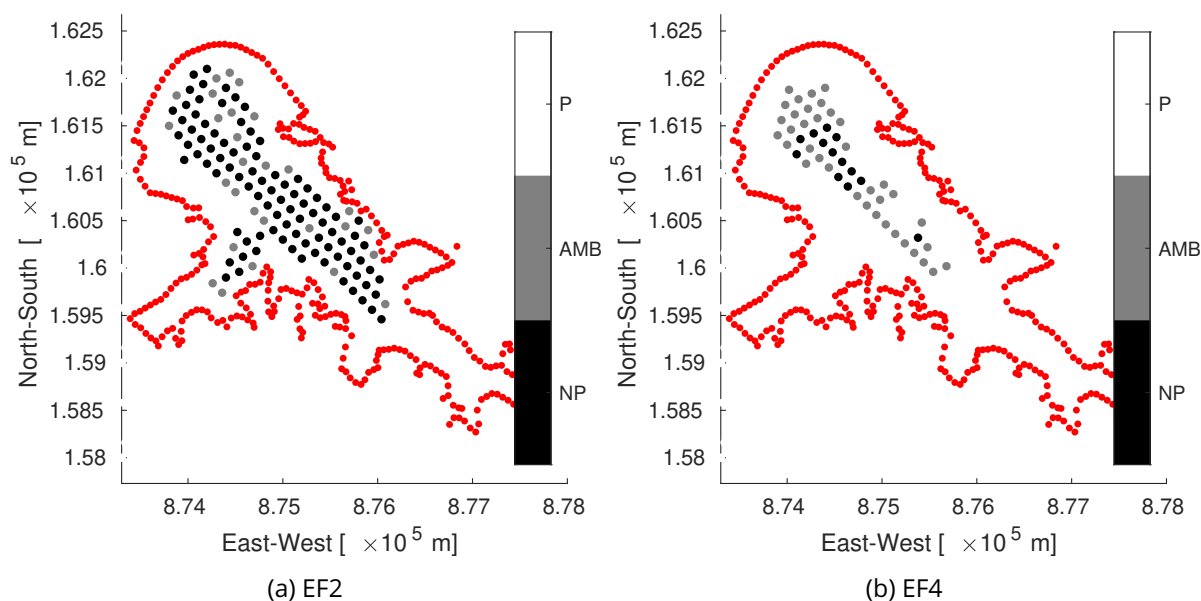 1.625
1.62
1.615
1.61
1.605
1.6
1.595
1.59
1.585
1.58
North-South [ ×10 5 m]
8.74 8.75 8.76 8.77 8.78
East-West [ ×10 5 m]
P
AMB
NP
(a) EF2
1.625
1.62
1.615
1.61
1.605
1.6
1.595
1.59
1.585
1.58
North-South [ ×10 5 m]
8.74 8.75 8.76 8.77 8.78
East-West [ ×10 5 m]
P
AMB
NP
(b) EF4